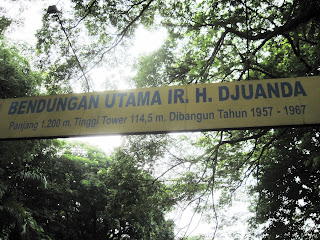 BENDUNGAN UTAMA IR. H. DJUANDA
Panjang 1.200 m, Tinggi Tower 114,5 m, Dibangun Tahun 1957 - 1967